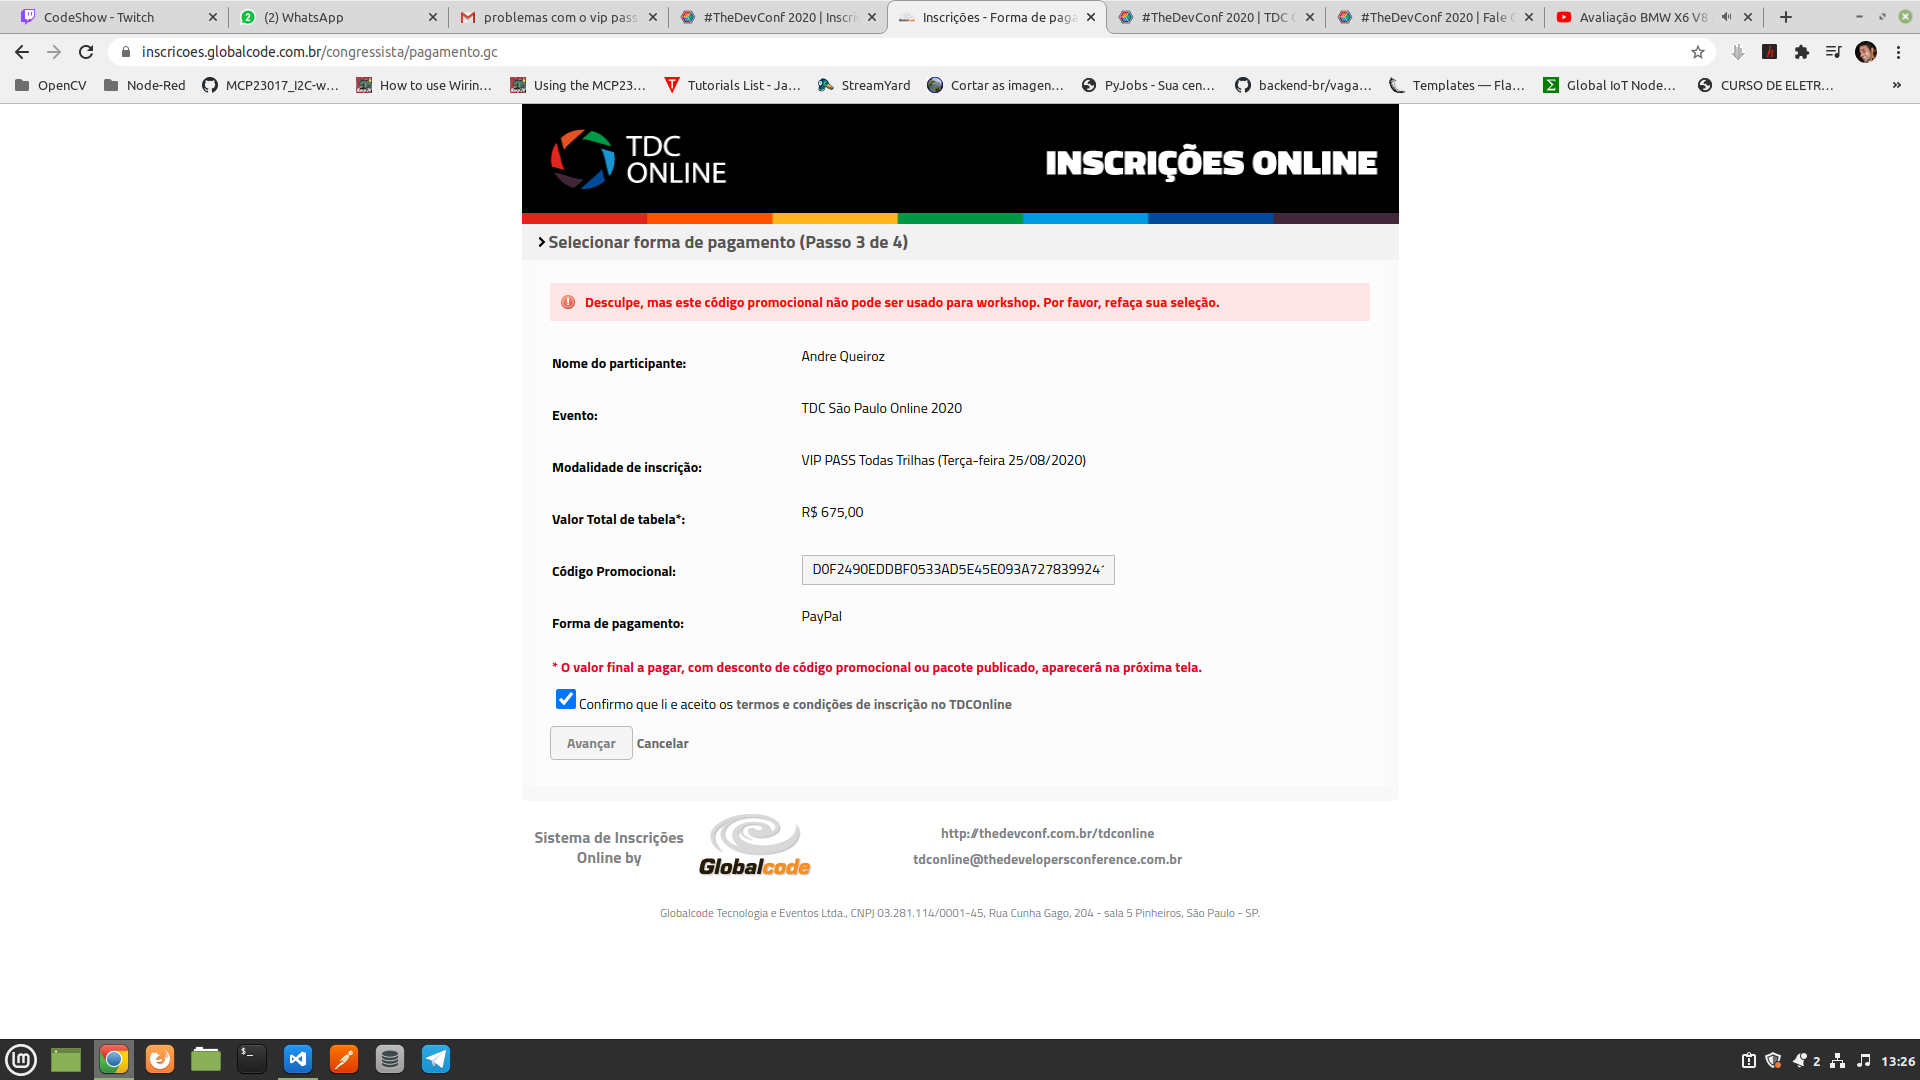 CodeShow - Twitch
(2) WhatsApp
problemas com o vip pass
#TheDevConf 2020 | Inscri
Inscrições - Forma de paga
#TheDevConf 2020 | TDC
#TheDevConf 2020 | Fale
Avaliação BMW X6 V8
inscricoes.globalcode.com.br/congressista/pagamento.gc
OpenCV
Node-Red
MCP23017_I2C-w...
How to use Wirin...
Using the MCP23...
Tutorials List - Ja...
StreamYard
Cortar as imagen...
PyJobs - Sua cen...
backend-br/vaga...
Templates — Fla...
Global IoT Node...
CURSO DE ELETR...
»
TDC
ONLINE
INSCRIÇÕES ONLINE
Selecionar forma de pagamento (Passo 3 de 4)
Desculpe, mas este código promocional não pode ser usado para workshop. Por favor, refaça sua seleção.
Nome do participante:
Andre Queiroz
Evento:
TDC São Paulo Online 2020
Modalidade de inscrição:
VIP PASS Todas Trilhas (Terça-feira 25/08/2020)
Valor Total de tabela*:
R$ 675,00
Código Promocional:
D0F2490EDDBF0533AD5E45E093A727839924
Forma de pagamento:
PayPal
* O valor final a pagar, com desconto de código promocional ou pacote publicado, aparecerá na próxima tela.
Confirmo que li e aceito os termos e condições de inscrição no TDCOnline
Avançar Cancelar
Sistema de Inscrições
Online by
Globalcode
http://thedevconf.com.br/tdconline
tdconline@thedevelopersconference.com.br
Globalcode Tecnologia e Eventos Ltda., CNPJ 03.281.114/0001-45, Rua Cunha Gago, 204 - sala 5 Pinheiros, São Paulo - SP.
2
13:26